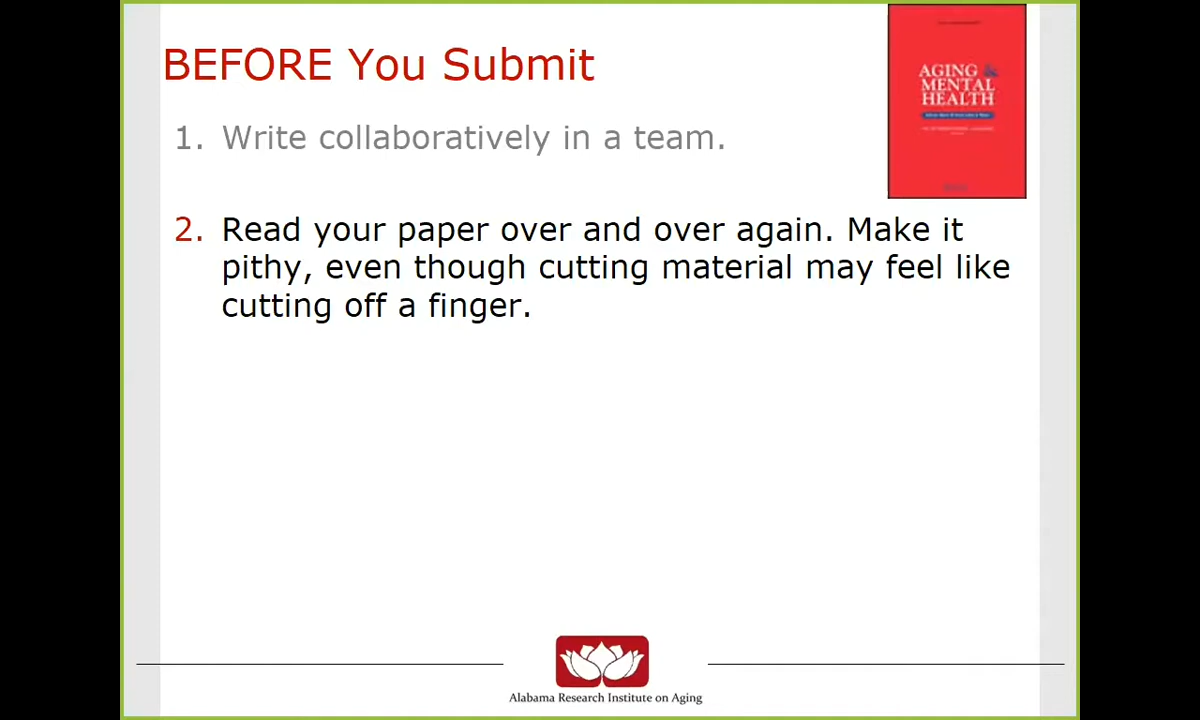 BEFORE You Submit
AGING &
MENTAL
HEALTH
1. Write collaboratively in a team.
2. Read your paper over and over again. Make it
pithy, even though cutting material may feel like
cutting off a finger.
Alabama Research Institute on Aging